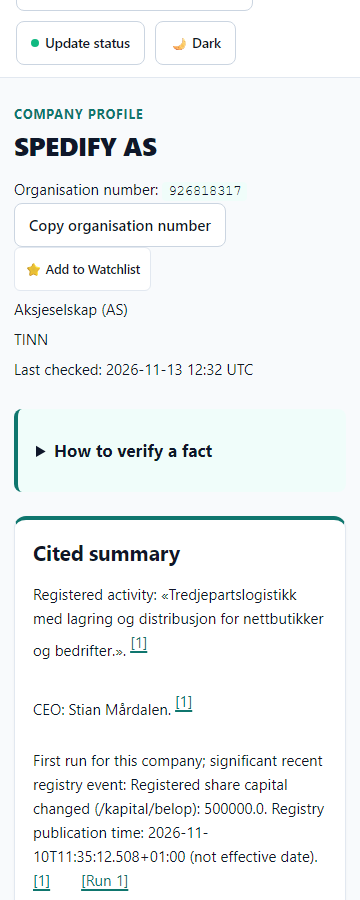 Update status
🌙 Dark
COMPANY PROFILE
SPEDIFY AS
Organisation number: 926818317
Copy organisation number
⭐ Add to Watchlist
Aksjeselskap (AS)
TINN
Last checked: 2026-11-13 12:32 UTC
▶ How to verify a fact
Cited summary
Registered activity: «Tredjepartslogistikk
med lagring og distribusjon for nettbutikker
og bedrifter.». [1]
CEO: Stian Mårdalen. [1]
First run for this company; significant recent
registry event: Registered share capital
changed (/kapital/belop): 500000.0. Registry
publication time: 2026-11-
10T11:35:12.508+01:00 (not effective date).
[1] [Run 1]